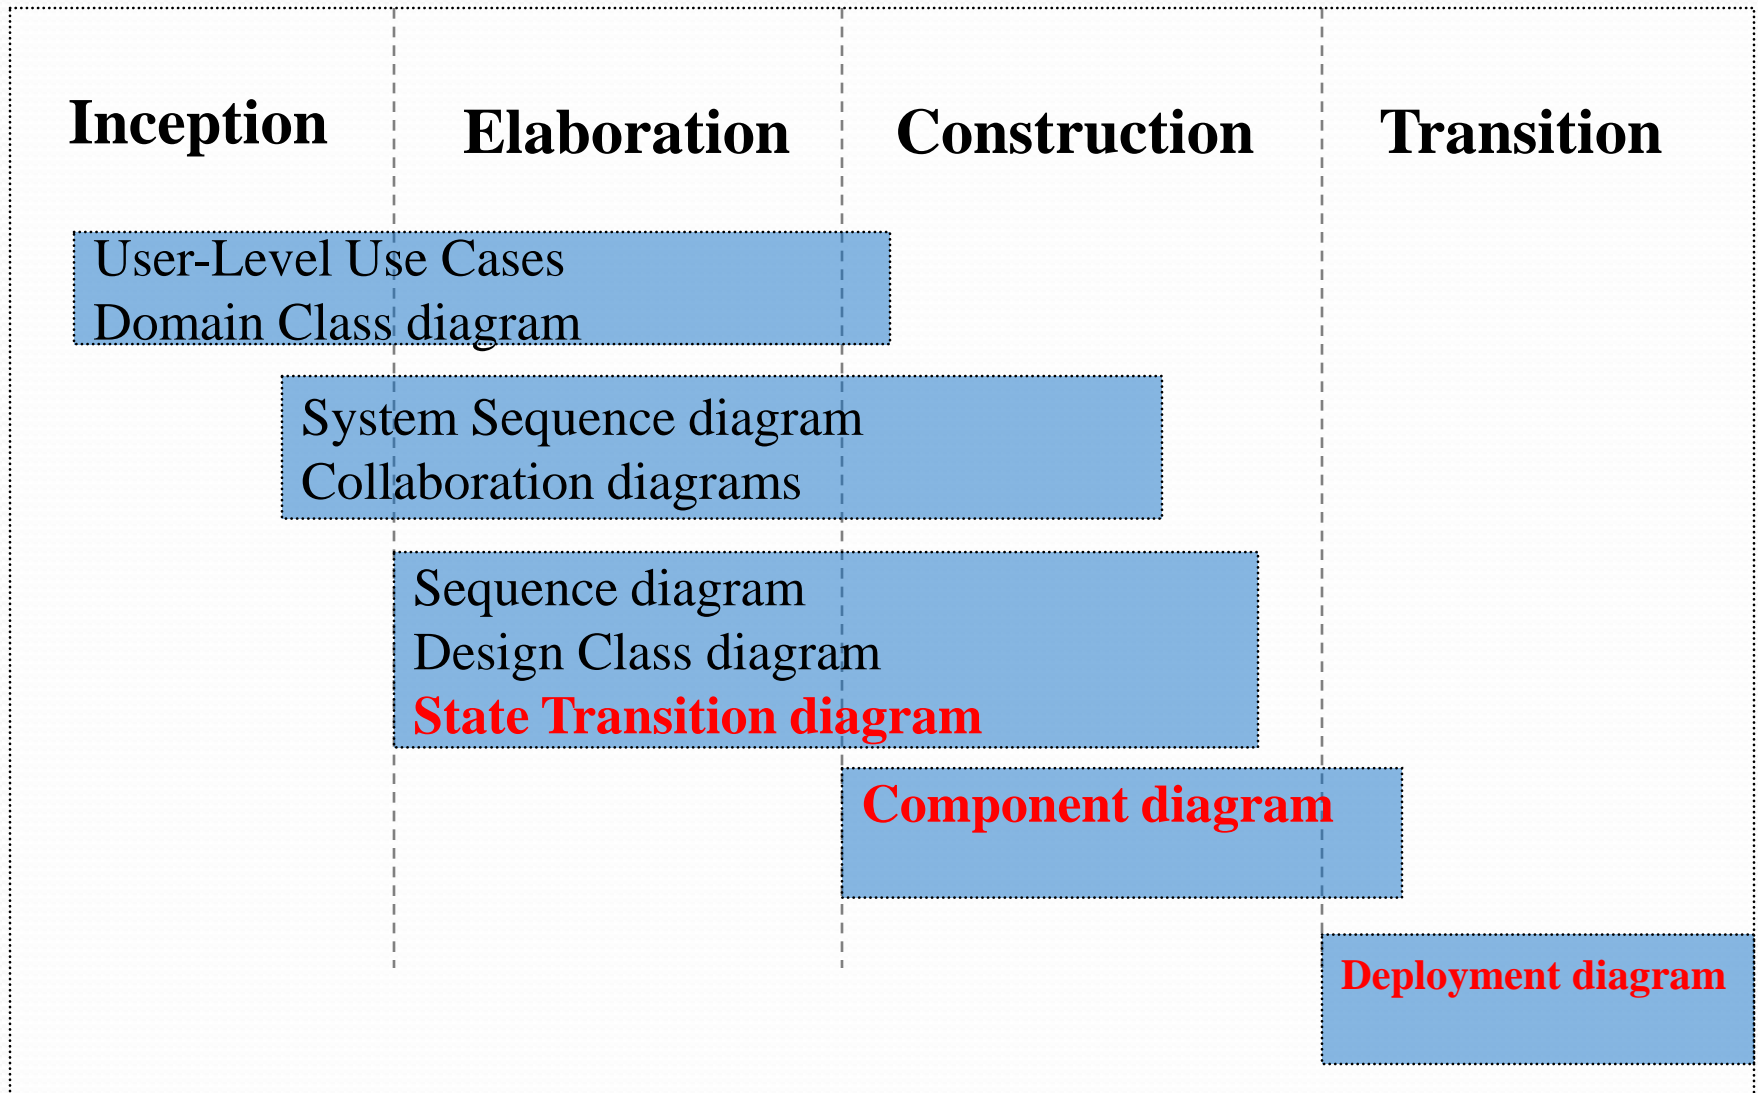 Inception
Elaboration
Construction
Transition
User-Level Use Cases
Domain Class diagram
System Sequence diagram
Collaboration diagrams
Sequence diagram
Design Class diagram
State Transition diagram
Component diagram
Deployment diagram